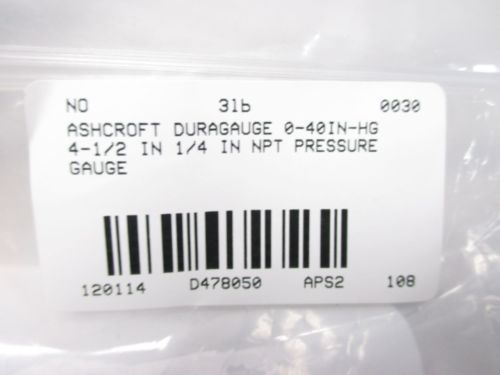 NO 3lb 0030
ASHCROFT DURAGAUGE 0-40IN-HG
4-1/2 IN 1/4 IN NPT PRESSURE
GAUGE
120114 D478050 APS2 108